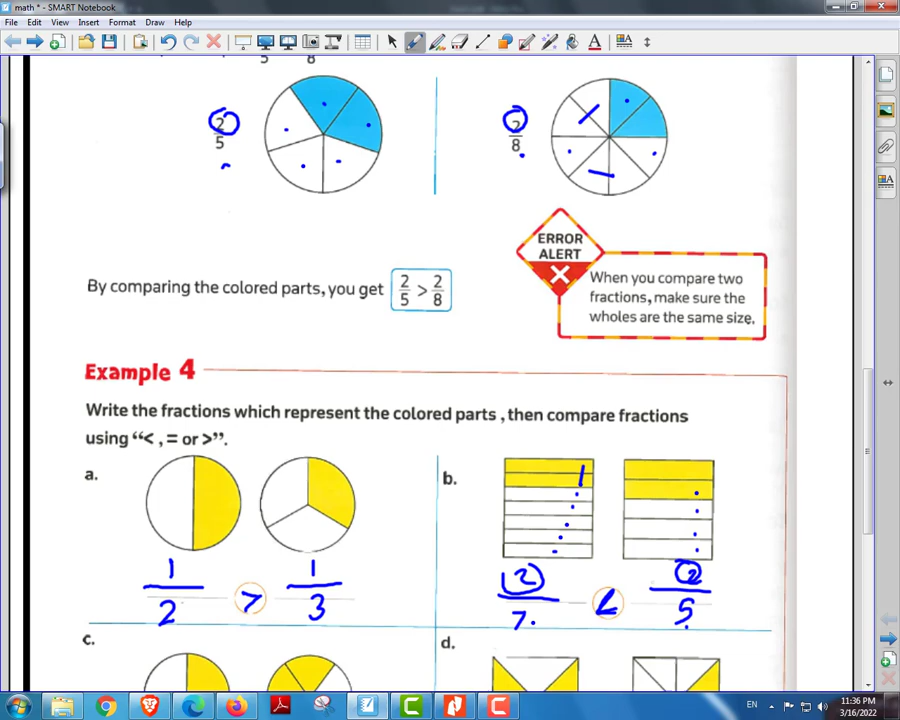 math * - SMART Notebook
File Edit View Insert Format Draw Help
5 8
2
5
2
8
ERROR
ALERT
When you compare two
fractions, make sure the
wholes are the same size.
By comparing the colored parts, you get 2/5 > 2/8
Example 4
Write the fractions which represent the colored parts , then compare fractions
using "< , = or >".
a.
b.
1/2 > 1/3
2/7 < 2/5
c.
d.
EN
11:36 PM
3/16/2022